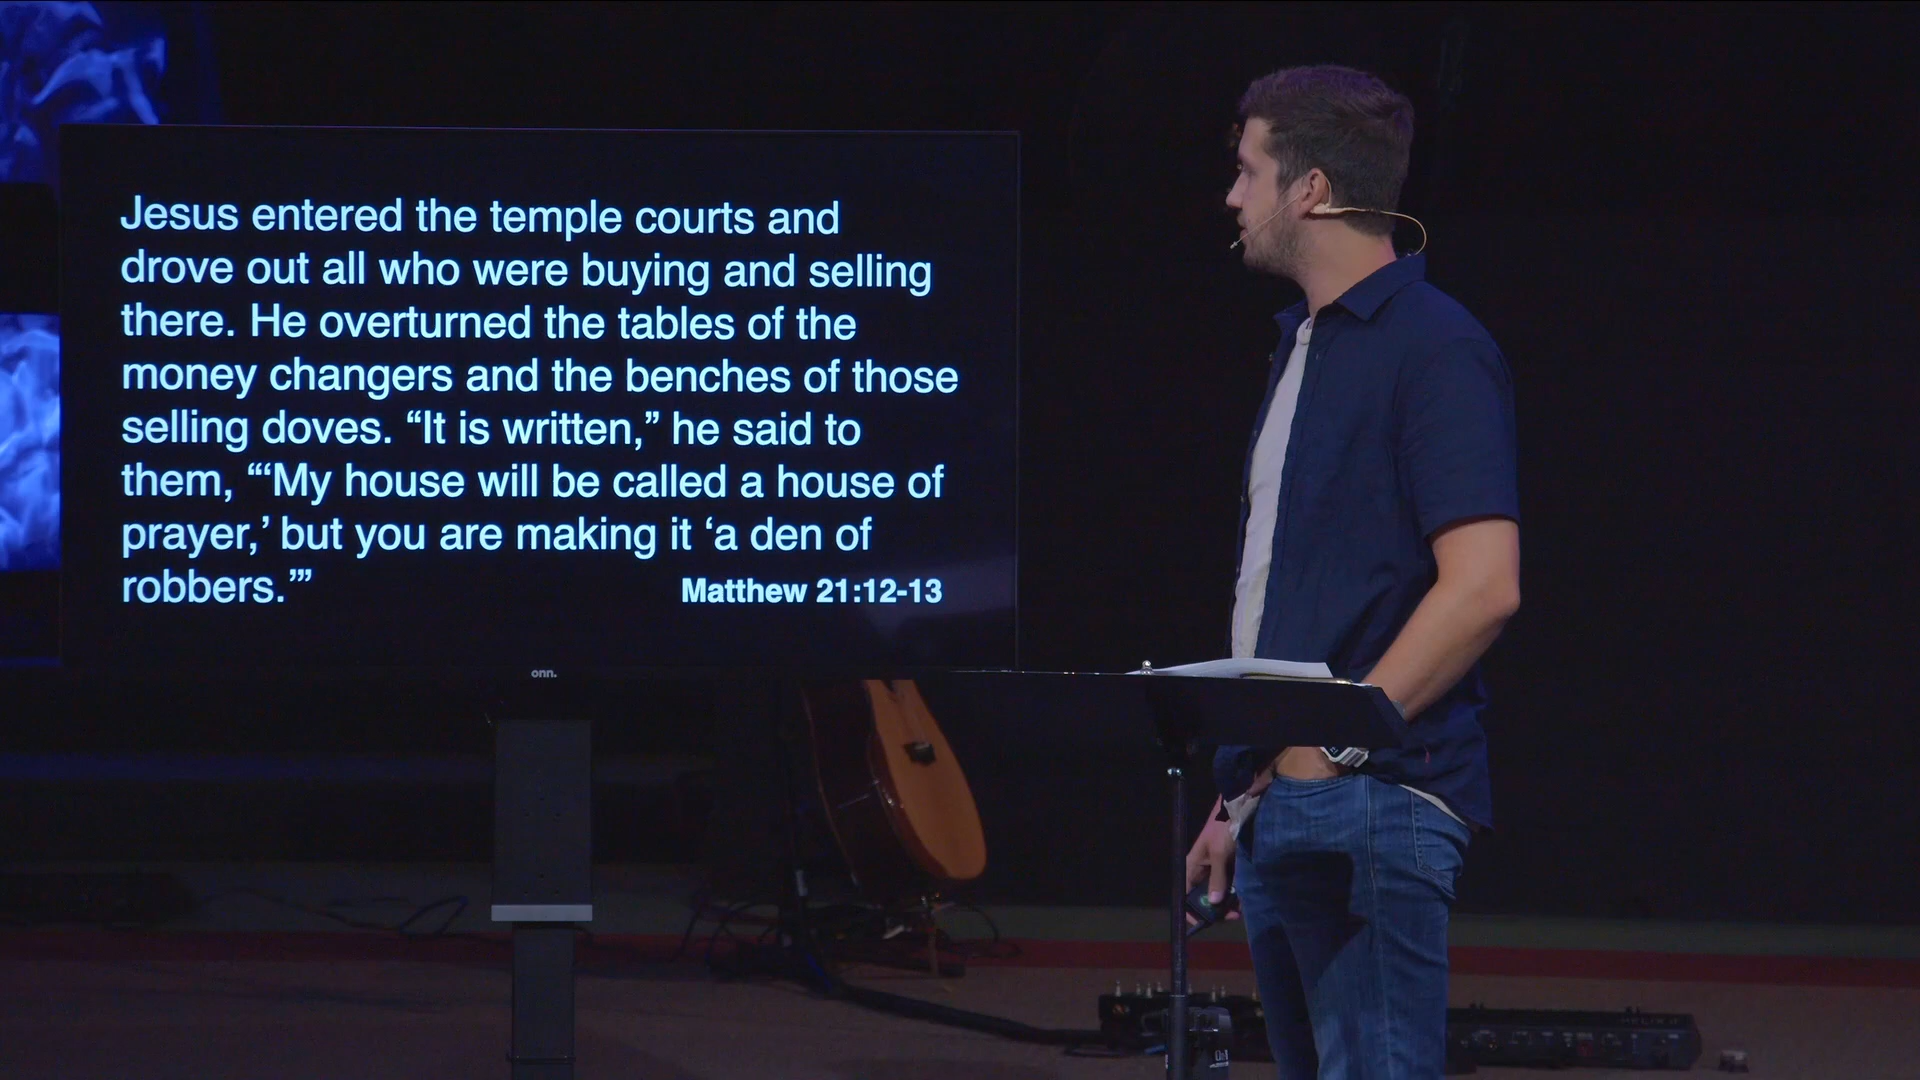 Jesus entered the temple courts and
drove out all who were buying and selling
there. He overturned the tables of the
money changers and the benches of those
selling doves. “It is written,” he said to
them, “‘My house will be called a house of
prayer,’ but you are making it ‘a den of
robbers.’”
Matthew 21:12-13
onn.
HELIX